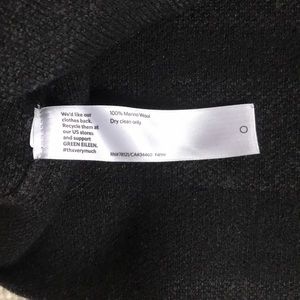 We'd like our
clothes back.
Recycle them at
our US stores
and support
GREEN EILEEN.
#thisverymuch
100% Merino Wool
Dry clean only